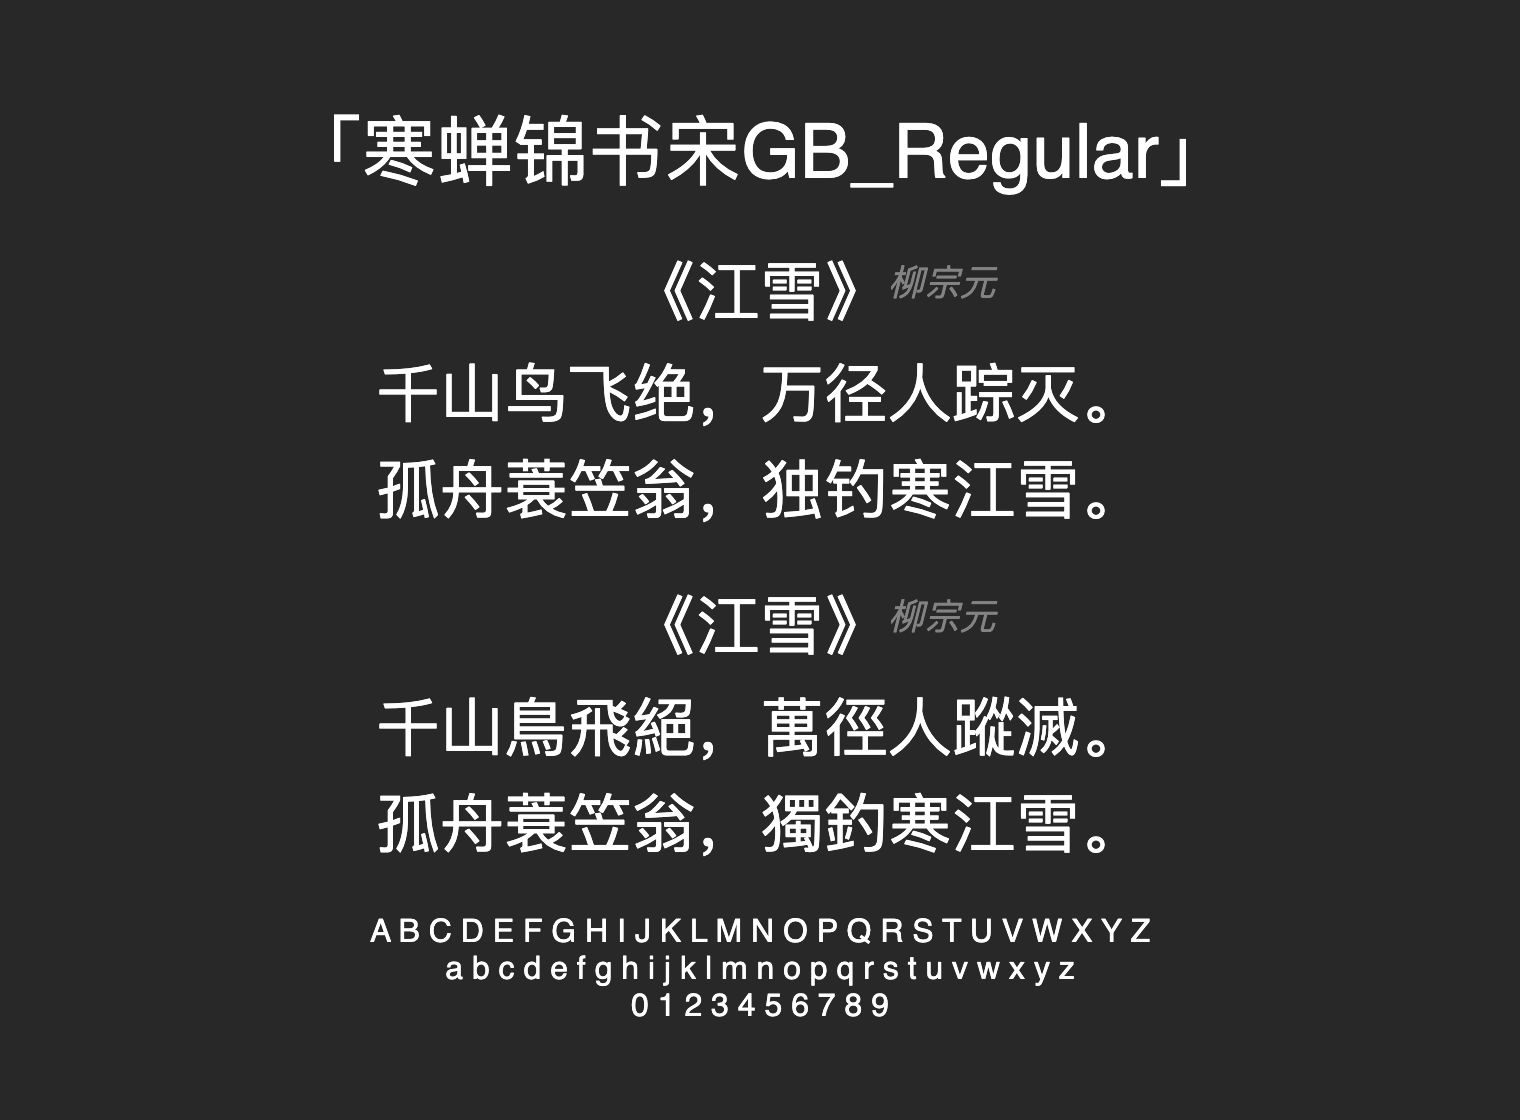 「寒蝉锦书宋GB_Regular」
《江雪》柳宗元
千山鸟飞绝，万径人踪灭。
孤舟蓑笠翁，独钓寒江雪。
《江雪》柳宗元
千山鳥飛絕，萬徑人蹤滅。
孤舟蓑笠翁，獨釣寒江雪。
A B C D E F G H I J K L M N O P Q R S T U V W X Y Z
a b c d e f g h i j k l m n o p q r s t u v w x y z
0 1 2 3 4 5 6 7 8 9